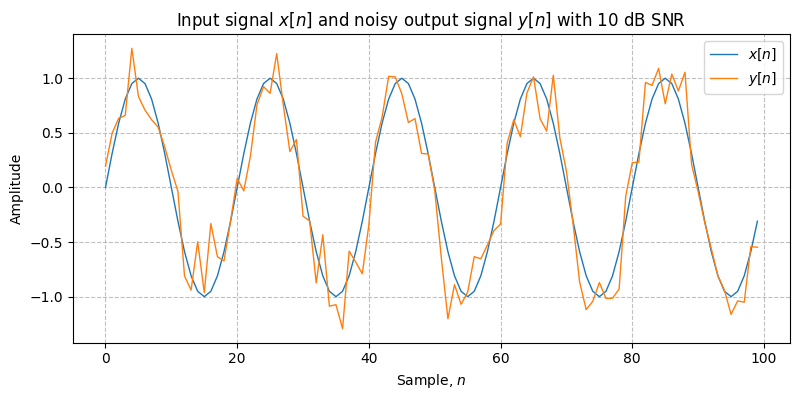 Input signal x[n] and noisy output signal y[n] with 10 dB SNR
x[n]
y[n]
Amplitude
1.0
0.5
0.0
−0.5
−1.0
0 20 40 60 80 100
Sample, n